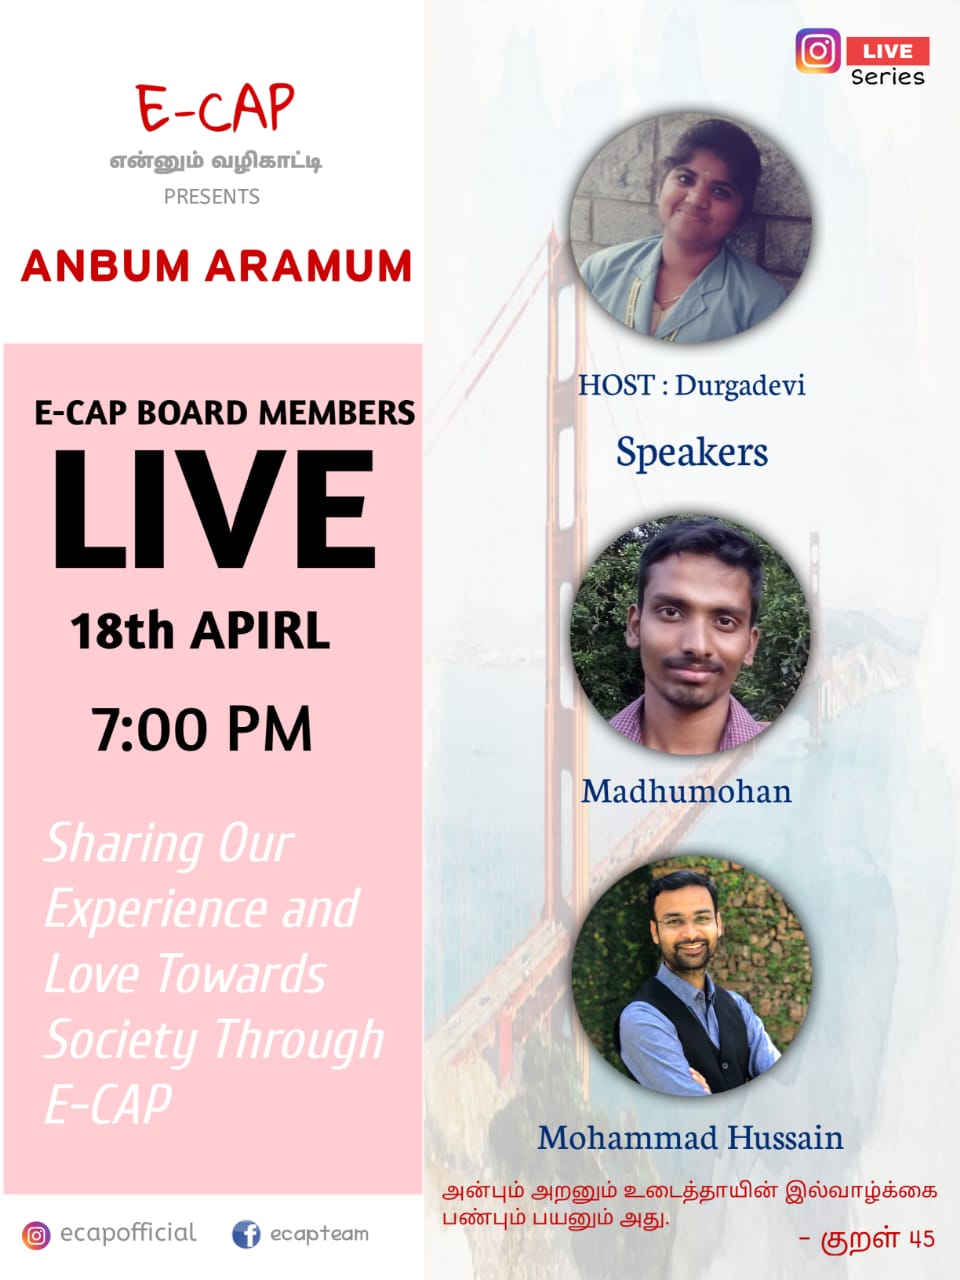 E-CAP
என்னும் வழிகாட்டி
PRESENTS
ANBUM ARAMUM
E-CAP BOARD MEMBERS
LIVE
18th APIRL
7:00 PM
Sharing Our
Experience and
Love Towards
Society Through
E-CAP
ecapofficial
ecapteam
LIVE
Series
HOST : Durgadevi
Speakers
Madhumohan
Mohammad Hussain
அன்பும் அறனும் உடைத்தாயின் இல்வாழ்க்கை
பண்பும் பயனும் அது.
- குறள் 45